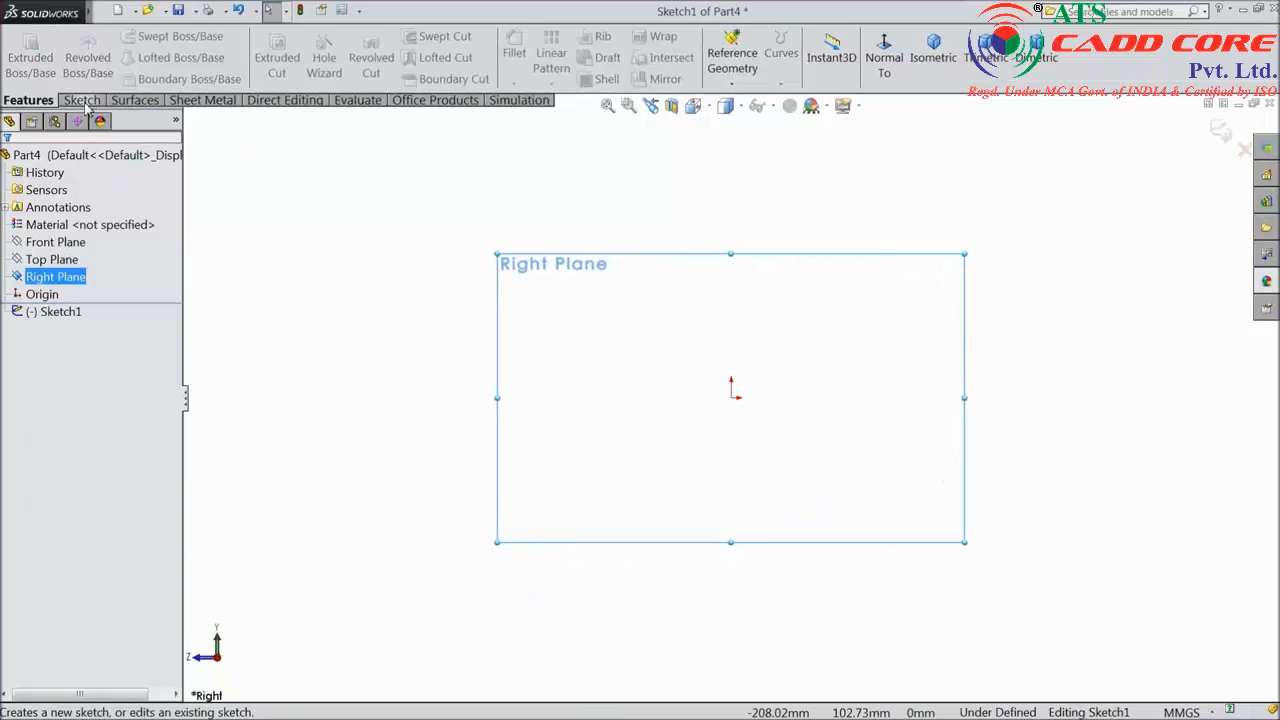 SOLIDWORKS
Sketch1 of Part4 *
Search files and models
® ATS
CADD CORE
Pvt. Ltd.
Regd. Under MCA Govt. of INDIA & Certified by ISO
Extruded Boss/Base
Revolved Boss/Base
Swept Boss/Base
Lofted Boss/Base
Boundary Boss/Base
Extruded Cut
Hole Wizard
Revolved Cut
Swept Cut
Lofted Cut
Boundary Cut
Fillet
Linear Pattern
Rib
Draft
Shell
Wrap
Intersect
Mirror
Reference Geometry
Curves
Instant3D
Normal To
Isometric
Trimetric
Dimetric
Features Sketch Surfaces Sheet Metal Direct Editing Evaluate Office Products Simulation
Part4 (Default<<Default>_Displ
History
Sensors
Annotations
Material <not specified>
Front Plane
Top Plane
Right Plane
Origin
(-) Sketch1
Right Plane
Y
Z
*Right
Creates a new sketch, or edits an existing sketch.
-208.02mm 102.73mm 0mm Under Defined Editing Sketch1 MMGS